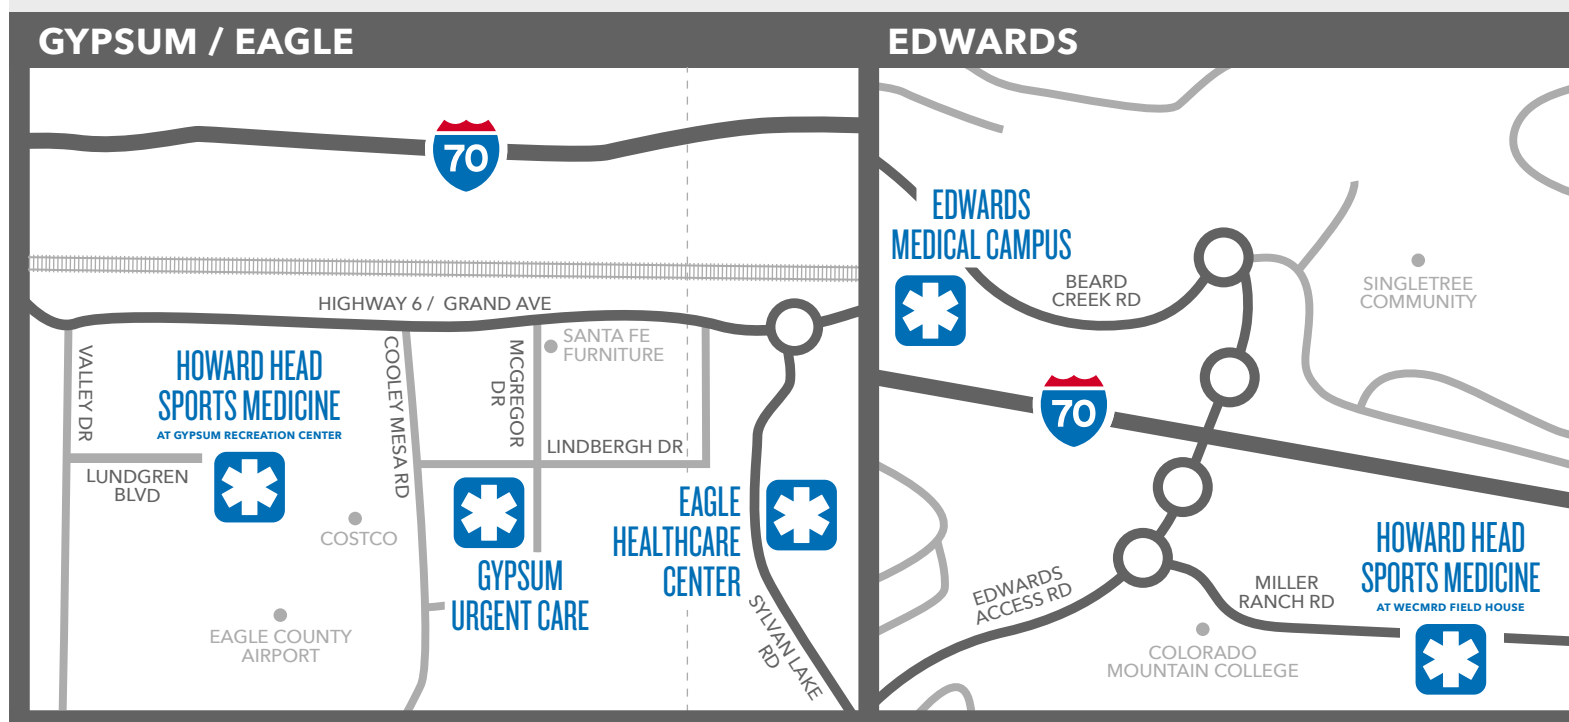 GYPSUM / EAGLE
70
HIGHWAY 6 / GRAND AVE
SANTA FE
FURNITURE
VALLEY DR
HOWARD HEAD
SPORTS MEDICINE
AT GYPSUM RECREATION CENTER
COOLEY MESA RD
MCGREGOR
DR
LINDBERGH DR
LUNDGREN
BLVD
COSTCO
EAGLE
HEALTHCARE
CENTER
GYPSUM
URGENT CARE
EAGLE COUNTY
AIRPORT
SYLVAN LAKE
RD
EDWARDS
EDWARDS
MEDICAL CAMPUS
BEARD
CREEK RD
SINGLETREE
COMMUNITY
70
HOWARD HEAD
SPORTS MEDICINE
AT WECMRD FIELD HOUSE
EDWARDS
ACCESS RD
MILLER
RANCH RD
COLORADO
MOUNTAIN COLLEGE